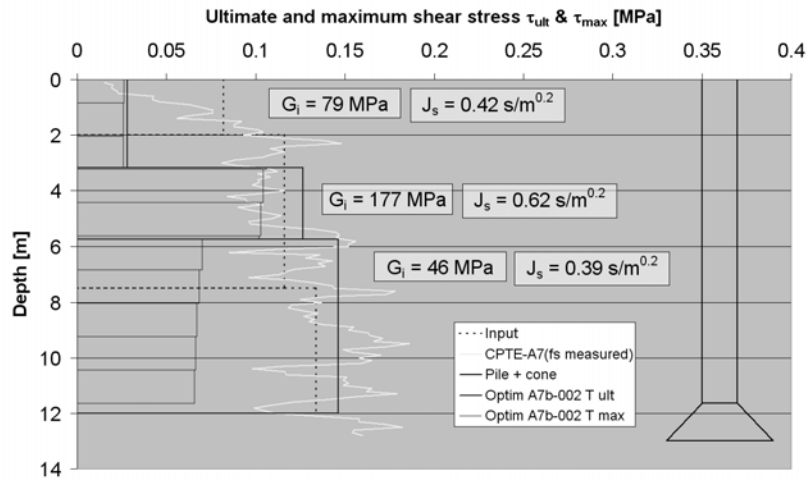 Ultimate and maximum shear stress τult & τmax [MPa]
0 0.05 0.1 0.15 0.2 0.25 0.3 0.35 0.4
0
2
4
6
8
10
12
14
Depth [m]
Gi = 79 MPa Js = 0.42 s/m^0.2
Gi = 177 MPa Js = 0.62 s/m^0.2
Gi = 46 MPa Js = 0.39 s/m^0.2
Input
CPTE-A7(fs measured)
Pile + cone
Optim A7b-002 T ult
Optim A7b-002 T max